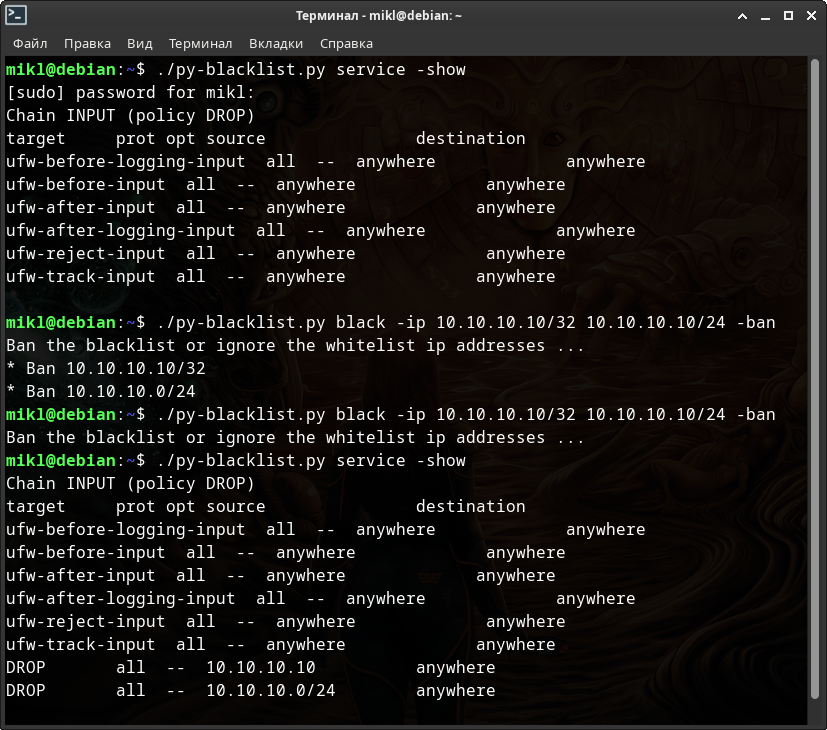 Терминал - mikl@debian: ~
Файл Правка Вид Терминал Вкладки Справка
mikl@debian:~$ ./py-blacklist.py service -show
[sudo] password for mikl:
Chain INPUT (policy DROP)
target     prot opt source               destination
ufw-before-logging-input  all  --  anywhere             anywhere
ufw-before-input  all  --  anywhere             anywhere
ufw-after-input  all  --  anywhere             anywhere
ufw-after-logging-input  all  --  anywhere             anywhere
ufw-reject-input  all  --  anywhere             anywhere
ufw-track-input  all  --  anywhere             anywhere
mikl@debian:~$ ./py-blacklist.py black -ip 10.10.10.10/32 10.10.10.10/24 -ban
Ban the blacklist or ignore the whitelist ip addresses ...
* Ban 10.10.10.10/32
* Ban 10.10.10.0/24
mikl@debian:~$ ./py-blacklist.py black -ip 10.10.10.10/32 10.10.10.10/24 -ban
Ban the blacklist or ignore the whitelist ip addresses ...
mikl@debian:~$ ./py-blacklist.py service -show
Chain INPUT (policy DROP)
target     prot opt source               destination
ufw-before-logging-input  all  --  anywhere             anywhere
ufw-before-input  all  --  anywhere             anywhere
ufw-after-input  all  --  anywhere             anywhere
ufw-after-logging-input  all  --  anywhere             anywhere
ufw-reject-input  all  --  anywhere             anywhere
ufw-track-input  all  --  anywhere             anywhere
DROP       all  --  10.10.10.10          anywhere
DROP       all  --  10.10.10.0/24        anywhere